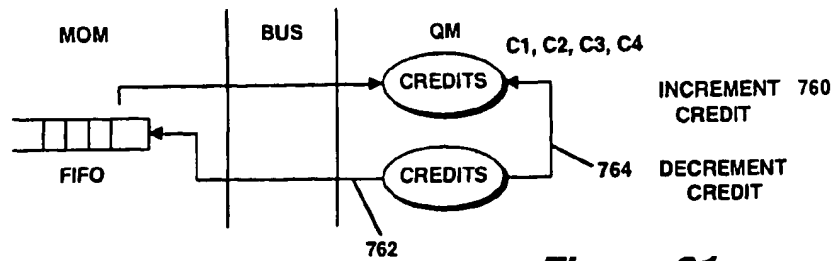 MOM
BUS
QM
C1, C2, C3, C4
CREDITS
INCREMENT 760
CREDIT
FIFO
CREDITS
764
DECREMENT
CREDIT
762